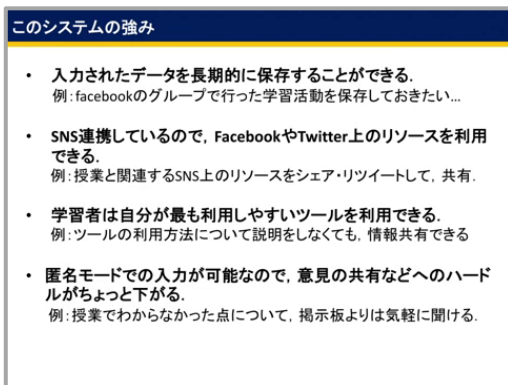 このシステムの強み
• 入力されたデータを長期的に保存することができる．
例：facebookのグループで行った学習活動を保存しておきたい…
• SNS連携しているので，FacebookやTwitter上のリソースを利用
できる．
例：授業と関連するSNS上のリソースをシェア・リツイートして，共有．
• 学習者は自分が最も利用しやすいツールを利用できる．
例：ツールの利用方法について説明をしなくても，情報共有できる
• 匿名モードでの入力が可能なので，意見の共有などへのハード
ルがちょっと下がる．
例：授業でわからなかった点について，掲示板よりは気軽に聞ける．